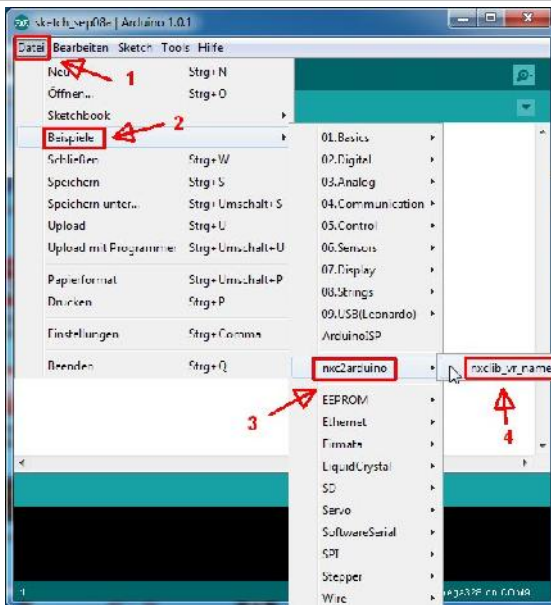 sketch_sep08a | Arduino 1.0.1
Datei Bearbeiten Sketch Tools Hilfe
1
Neu Strg+N
Öffnen... Strg+O
Sketchbook
2
Beispiele
Schließen Strg+W
Speichern Strg+S
Speichern unter... Strg+Umschalt+S
Upload Strg+U
Upload mit Programmer Strg+Umschalt+U
Papierformat Strg+Umschalt+P
Drucken Strg+P
Einstellungen Strg+Comma
Beenden Strg+Q
01.Basics
02.Digital
03.Analog
04.Communication
05.Control
06.Sensors
07.Display
08.Strings
09.USB(Leonardo)
ArduinoISP
nxc2arduino
nxclib_vr_name
3
4
EEPROM
Ethernet
Firmata
LiquidCrystal
SD
Servo
SoftwareSerial
SPI
Stepper
Wire
1